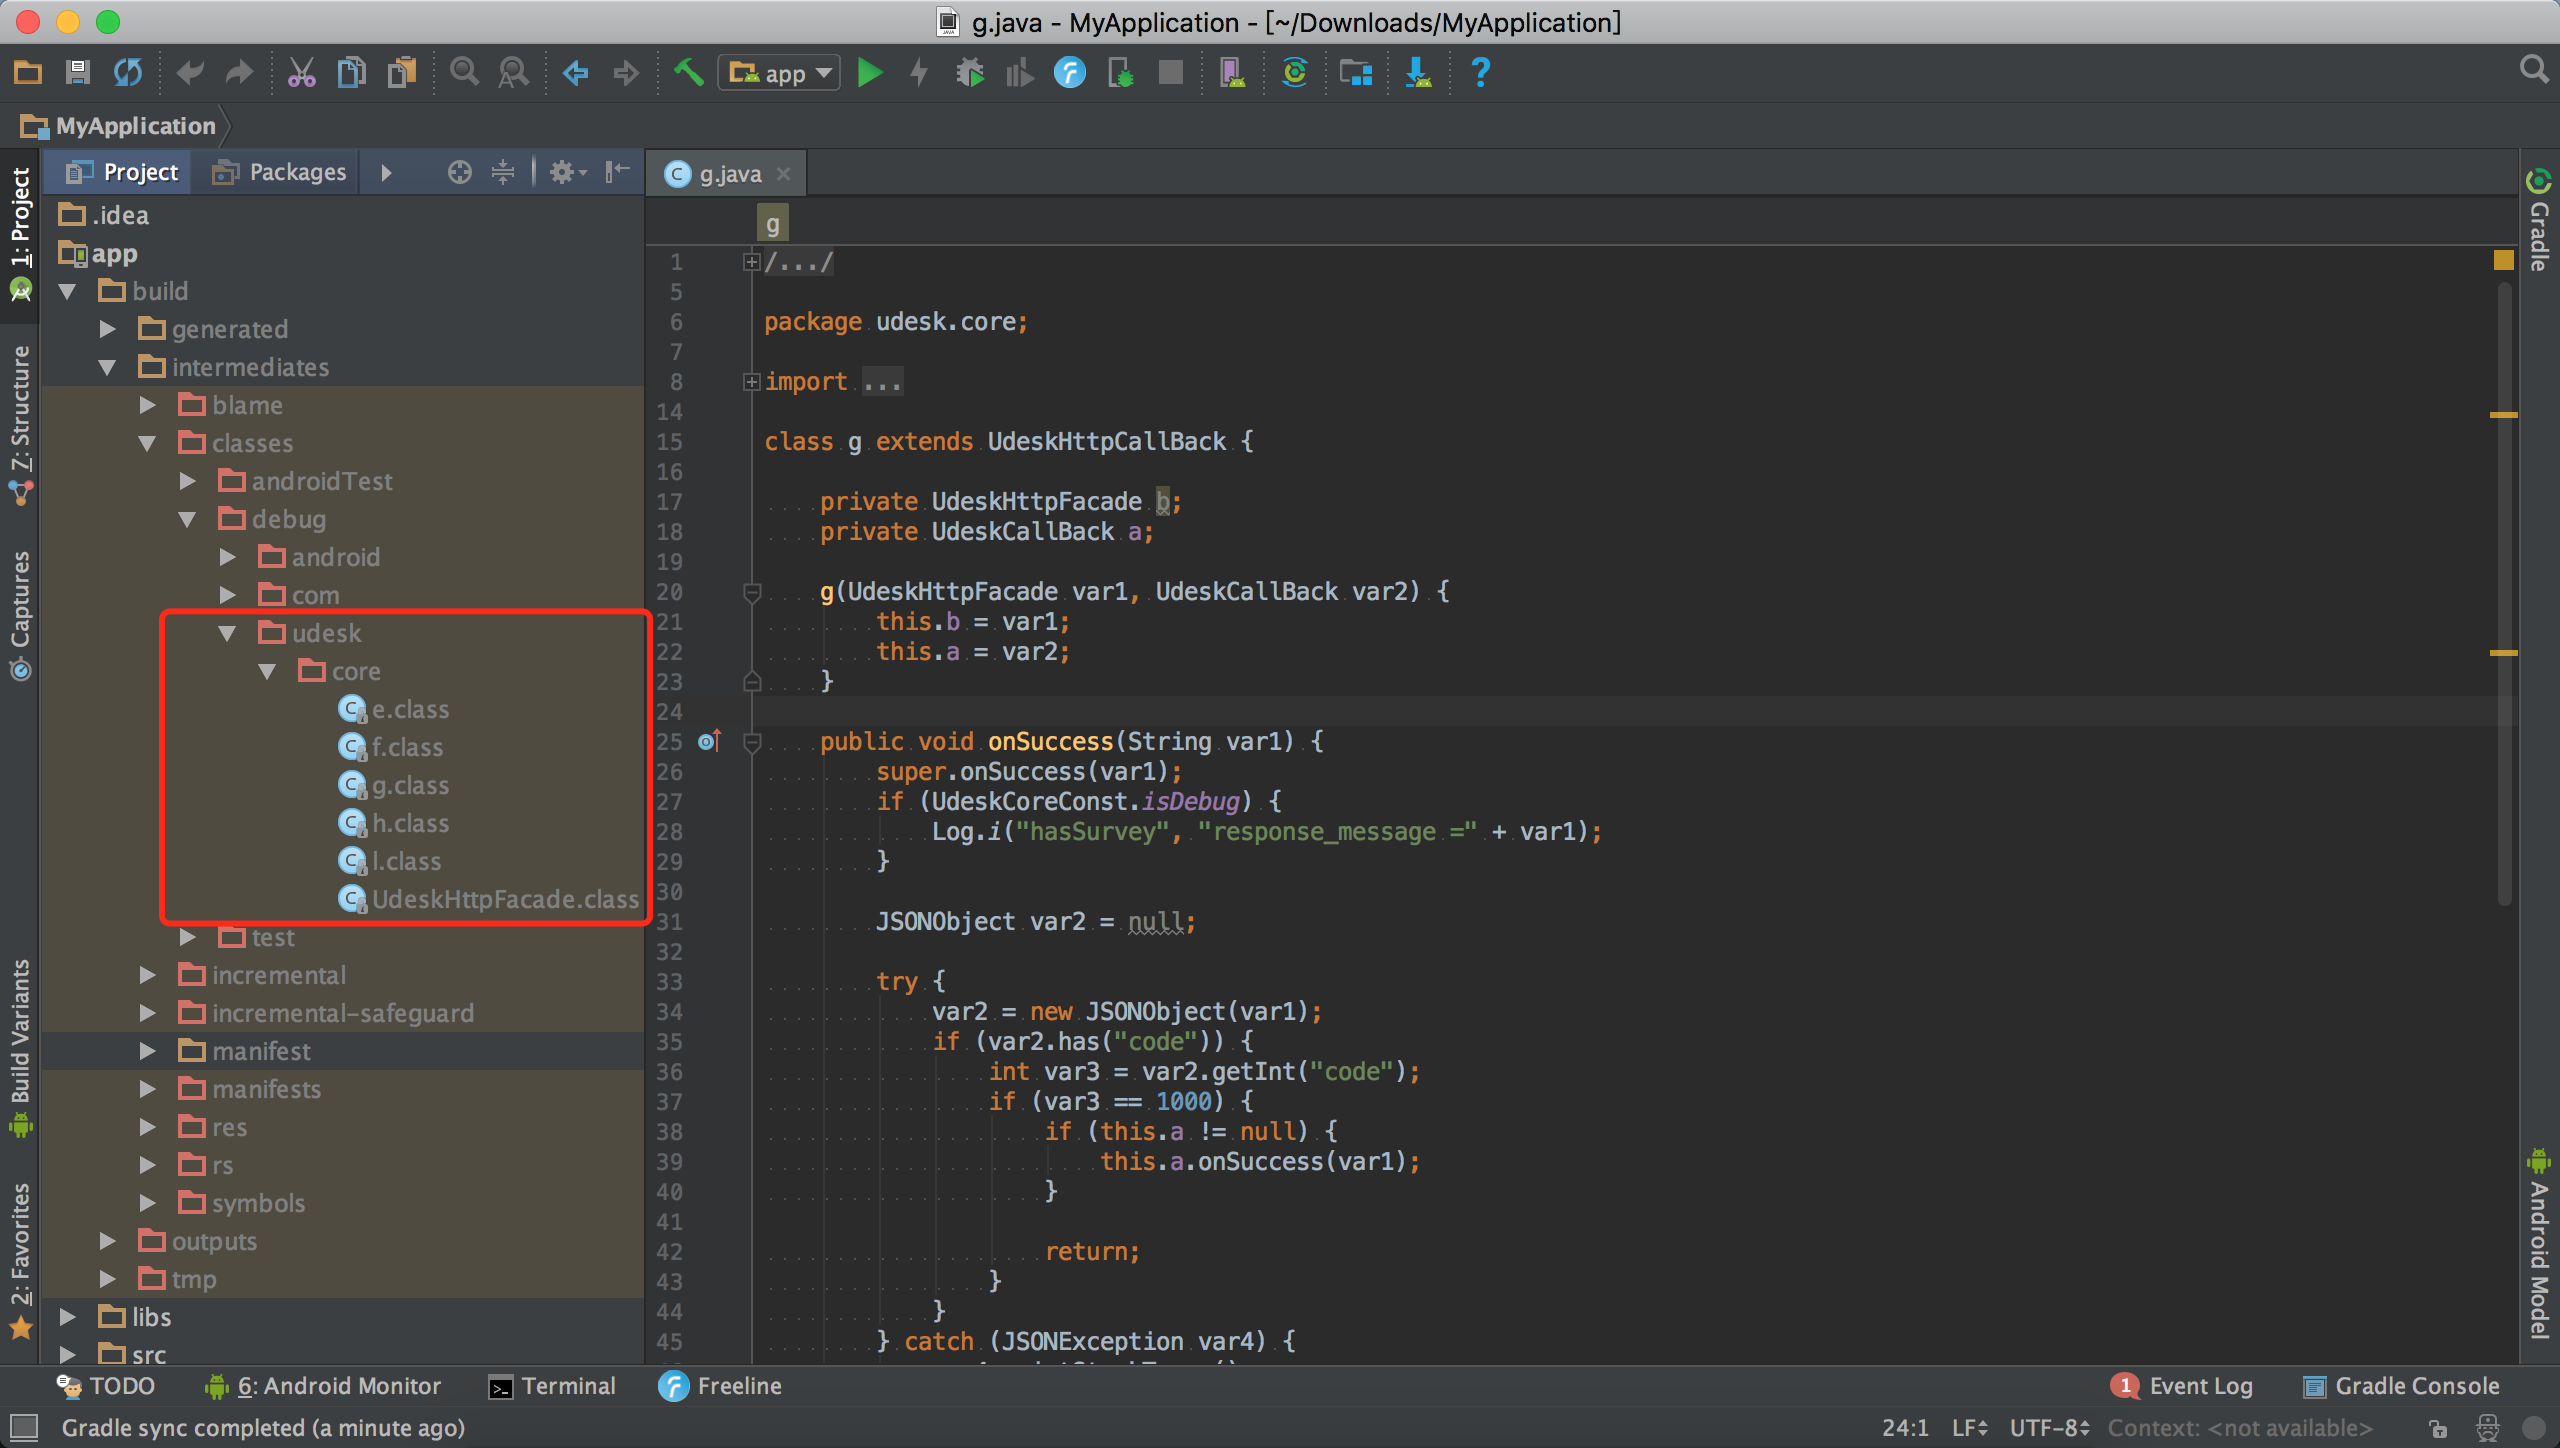 g.java - MyApplication - [~/Downloads/MyApplication]
app
MyApplication
Project
Packages
g.java
1: Project
7: Structure
Captures
Build Variants
2: Favorites
.idea
app
build
generated
intermediates
blame
classes
androidTest
debug
android
com
udesk
core
e.class
f.class
g.class
h.class
l.class
UdeskHttpFacade.class
test
incremental
incremental-safeguard
manifest
manifests
res
rs
symbols
outputs
tmp
libs
src
g
1 /.../
5
6 package udesk.core;
7
8 import ...
14
15 class g extends UdeskHttpCallBack {
16
17 private UdeskHttpFacade b;
18 private UdeskCallBack a;
19
20 g(UdeskHttpFacade var1, UdeskCallBack var2) {
21 this.b = var1;
22 this.a = var2;
23 }
24
25 public void onSuccess(String var1) {
26 super.onSuccess(var1);
27 if (UdeskCoreConst.isDebug) {
28 Log.i("hasSurvey", "response_message =" + var1);
29 }
30
31 JSONObject var2 = null;
32
33 try {
34 var2 = new JSONObject(var1);
35 if (var2.has("code")) {
36 int var3 = var2.getInt("code");
37 if (var3 == 1000) {
38 if (this.a != null) {
39 this.a.onSuccess(var1);
40 }
41
42 return;
43 }
44 }
45 } catch (JSONException var4) {
Gradle
Android Model
TODO
6: Android Monitor
Terminal
Freeline
1 Event Log
Gradle Console
Gradle sync completed (a minute ago)
24:1
LF
UTF-8
Context: <not available>